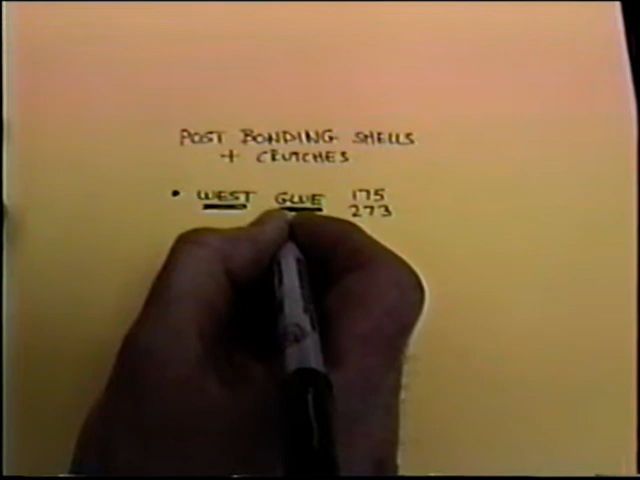 POST BONDING SHELLS
+ CRUTCHES
• WEST GLUE 175
273